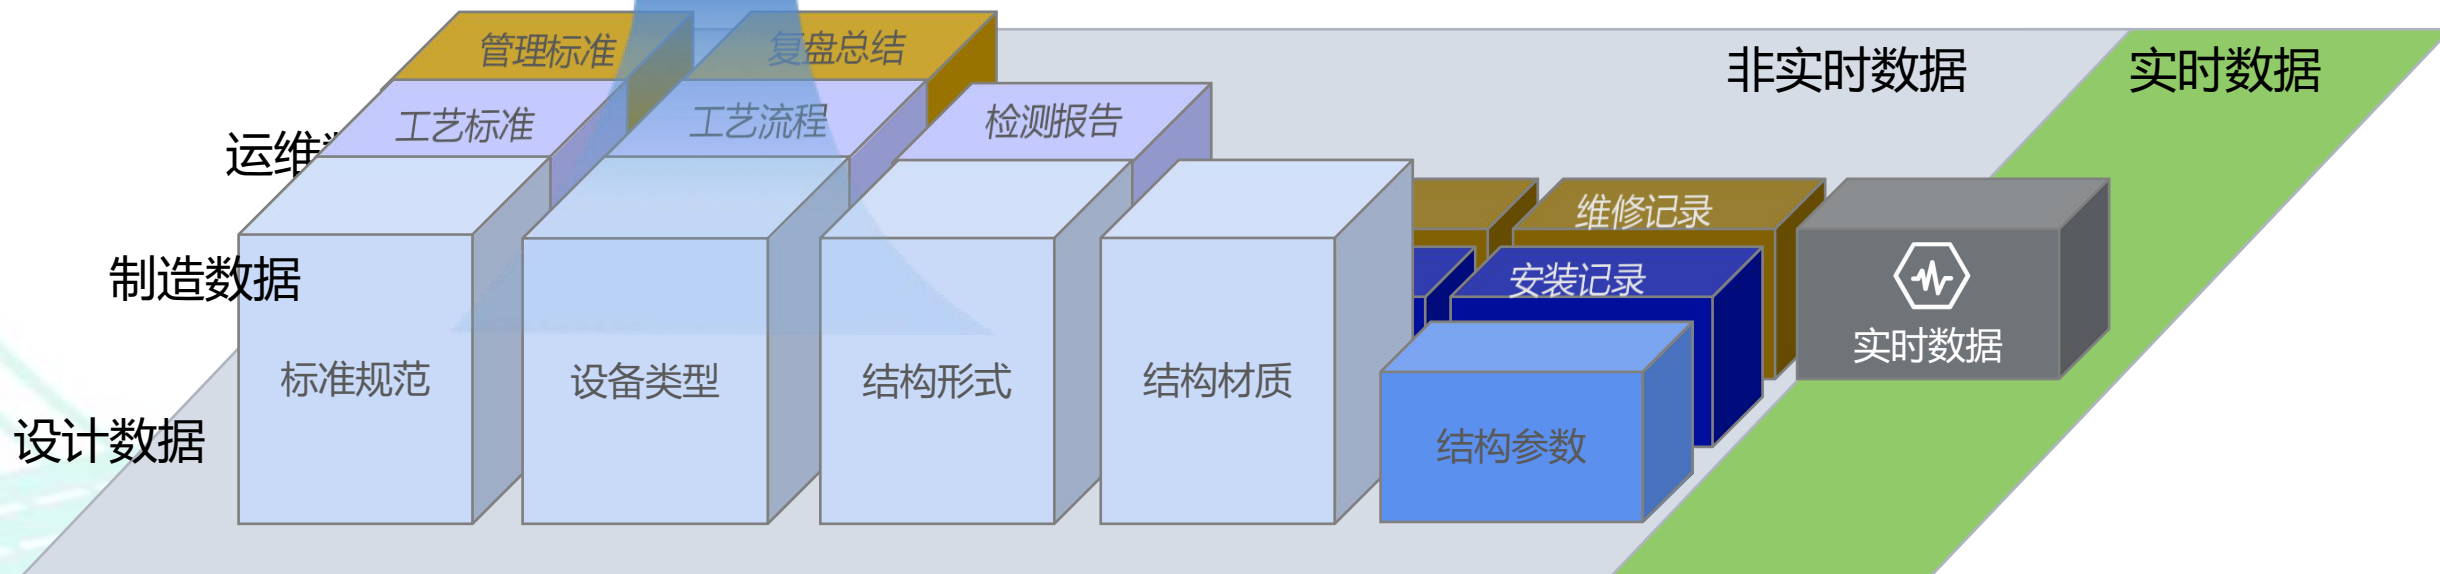 管理标准
复盘总结
非实时数据
实时数据
工艺标准
工艺流程
检测报告
运维
维修记录
制造数据
安装记录
实时数据
标准规范
设备类型
结构形式
结构材质
设计数据
结构参数